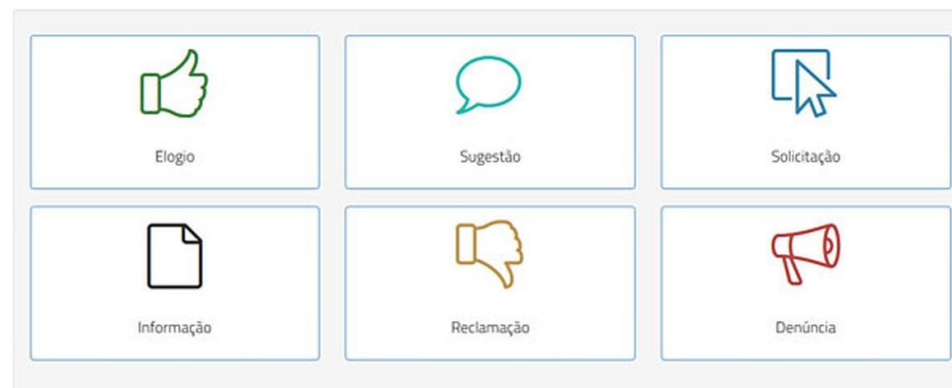 Elogio
Sugestão
Solicitação
Informação
Reclamação
Denúncia